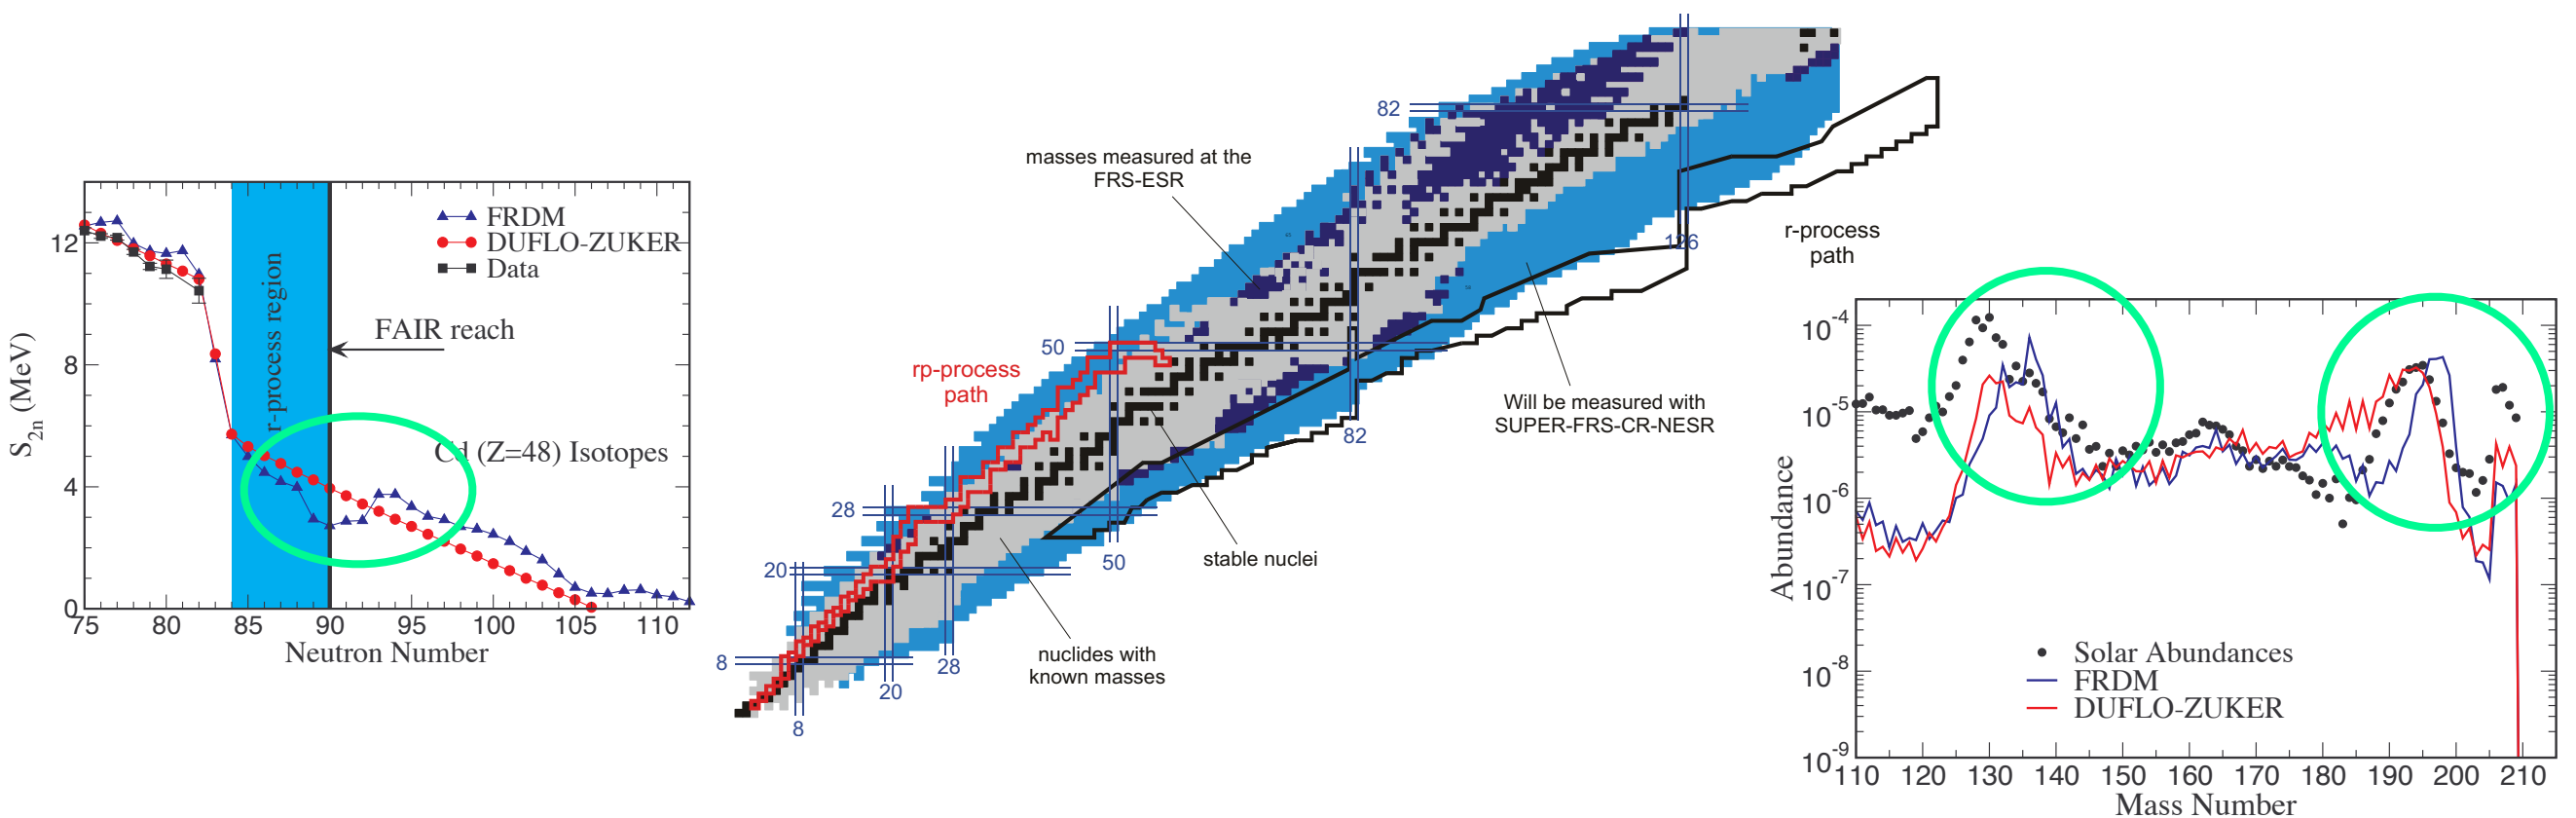 FRDM
DUFLO-ZUKER
Data
r-process region
FAIR reach
Cd (Z=48) Isotopes
S2n (MeV)
12
8
4
0
75 80 85 90 95 100 105 110
Neutron Number
masses measured at the
FRS-ESR
rp-process
path
r-process
path
Will be measured with
SUPER-FRS-CR-NESR
stable nuclei
nuclides with
known masses
82
50
28
20
8
126
82
50
28
20
8
Abundance
10-4
10-5
10-6
10-7
10-8
10-9
Solar Abundances
FRDM
DUFLO-ZUKER
110 120 130 140 150 160 170 180 190 200 210
Mass Number